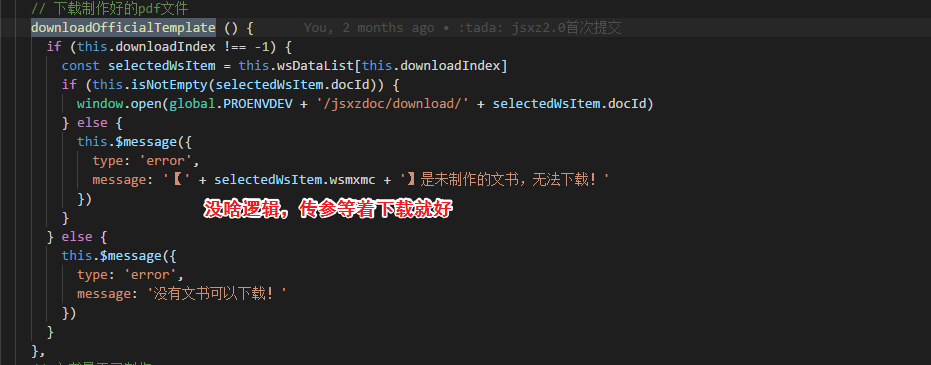 // 下载制作好的pdf文件
downloadOfficialTemplate () { You, 2 months ago • :tada: jsxz2.0首次提交
if (this.downloadIndex !== -1) {
const selectedWsItem = this.wsDataList[this.downloadIndex]
if (this.isNotEmpty(selectedWsItem.docId)) {
window.open(global.PROENVDEV + '/jsxzdoc/download/' + selectedWsItem.docId)
} else {
this.$message({
type: 'error',
message: '【' + selectedWsItem.wsmxmc + '】是未制作的文书，无法下载！'
})
没啥逻辑，传参等着下载就好
}
} else {
this.$message({
type: 'error',
message: '没有文书可以下载！'
})
}
},